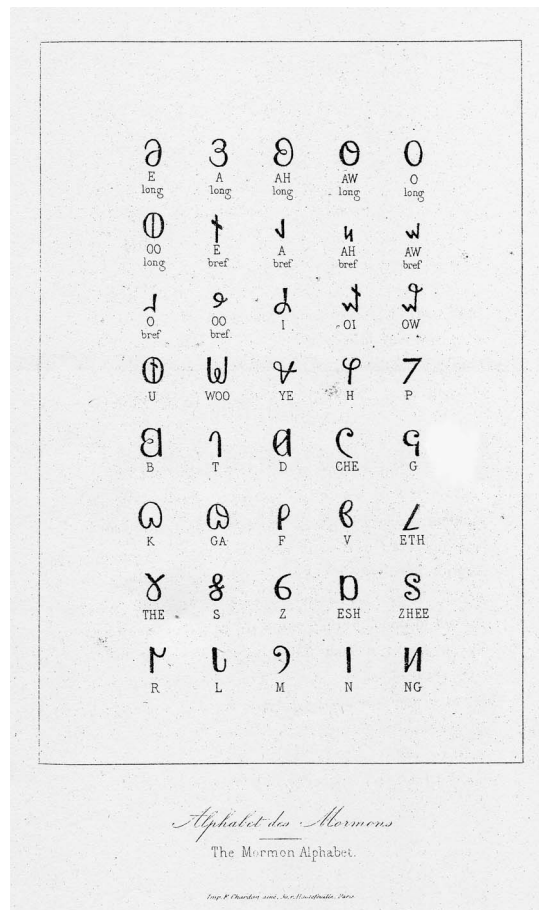 𐐀 𐐁 𐐂 𐐃 𐐄
E A AH AW O
long long long long long
𐐅 𐐆 𐐇 𐐈 𐐉
OO E A AH AW
long bref bref bref bref
𐐊 𐐋 𐐌 𐐦 𐐍
O OO I OI OW
bref bref.
𐐧 𐐎 𐐏 𐐐 𐐑
U WOO YE H P
𐐒 𐐓 𐐔 𐐕 𐐖
B T D CHE G
𐐗 𐐘 𐐙 𐐚 𐐛
K GA F V ETH
𐐜 𐐝 𐐞 𐐟 𐐠
THE S Z ESH ZHEE
𐐡 𐐢 𐐣 𐐤 𐐥
R L M N NG
Alphabet des Mormons
The Mormon Alphabet.
Imp. F. Chardon ainé, 30, r. Hautefeuille, Paris